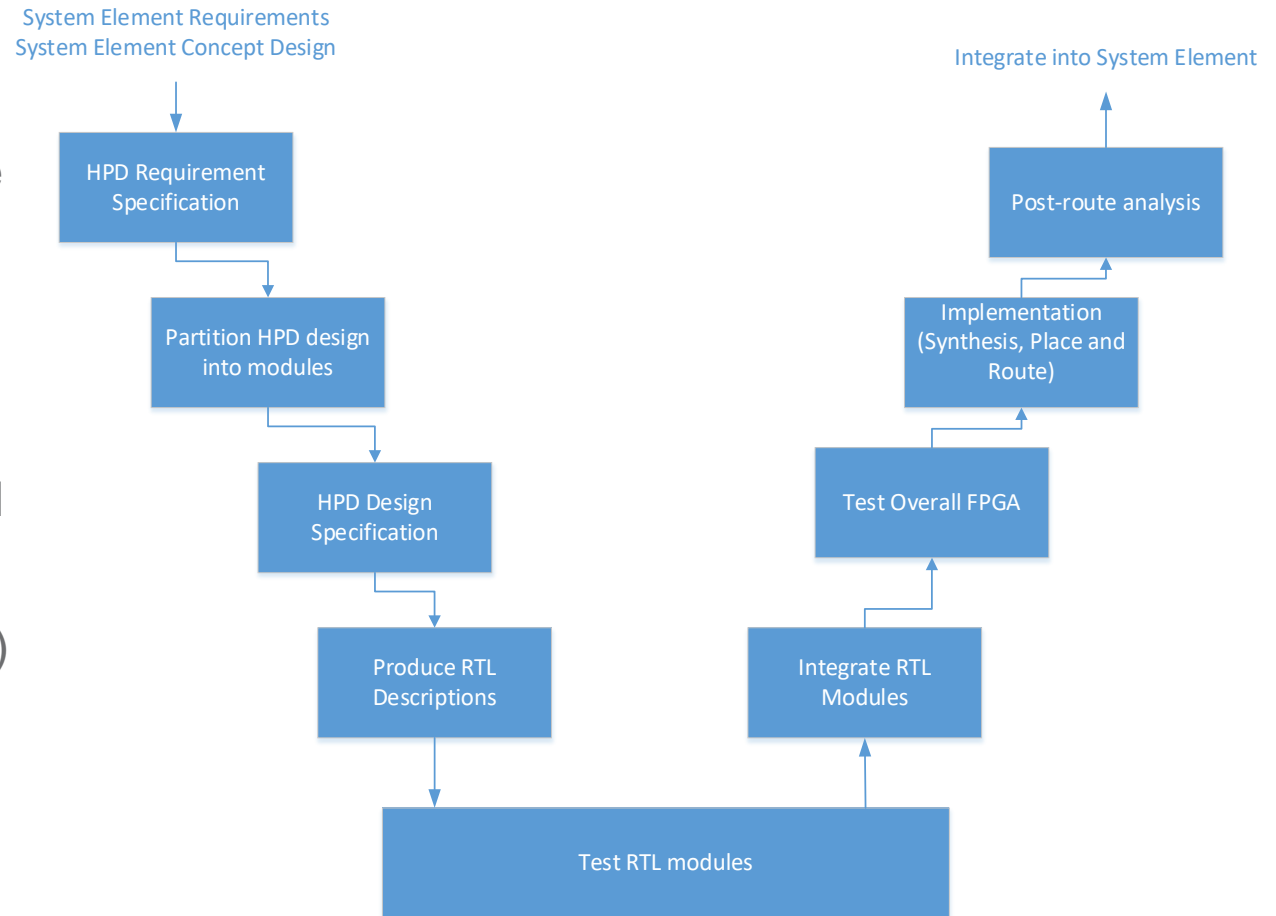 System Element Requirements
System Element Concept Design
Integrate into System Element
HPD Requirement
Specification
Post-route analysis
Partition HPD design
into modules
Implementation
(Synthesis, Place and
Route)
HPD Design
Specification
Test Overall FPGA
Produce RTL
Descriptions
Integrate RTL
Modules
)
Test RTL modules